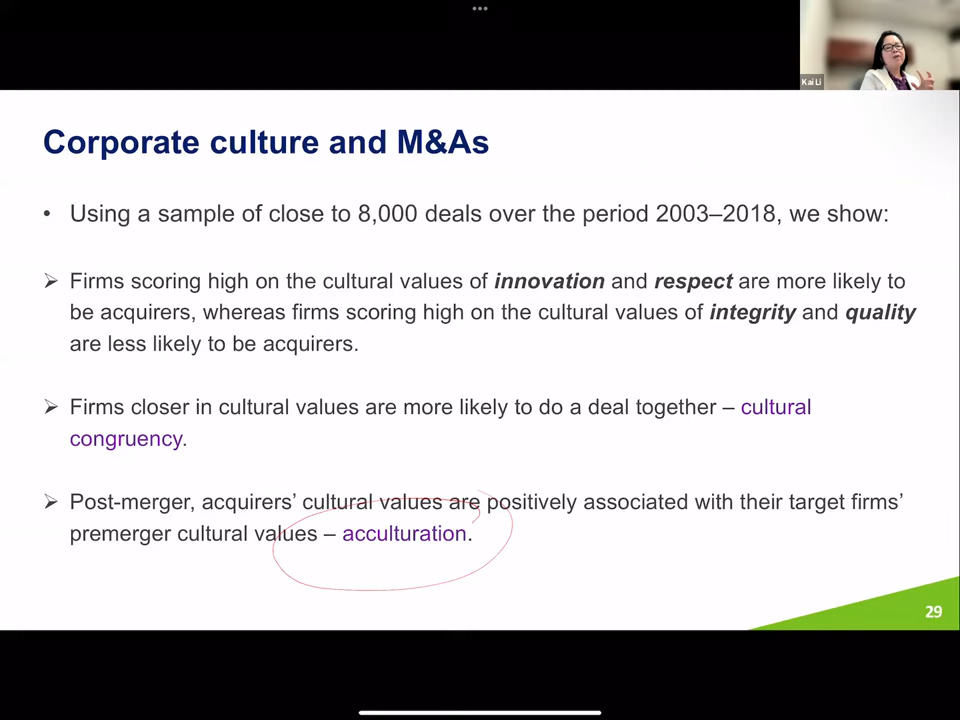 Kai Li
Corporate culture and M&As
• Using a sample of close to 8,000 deals over the period 2003–2018, we show:
➢ Firms scoring high on the cultural values of innovation and respect are more likely to
be acquirers, whereas firms scoring high on the cultural values of integrity and quality
are less likely to be acquirers.
➢ Firms closer in cultural values are more likely to do a deal together – cultural
congruency.
➢ Post-merger, acquirers’ cultural values are positively associated with their target firms’
premerger cultural values – acculturation.
29